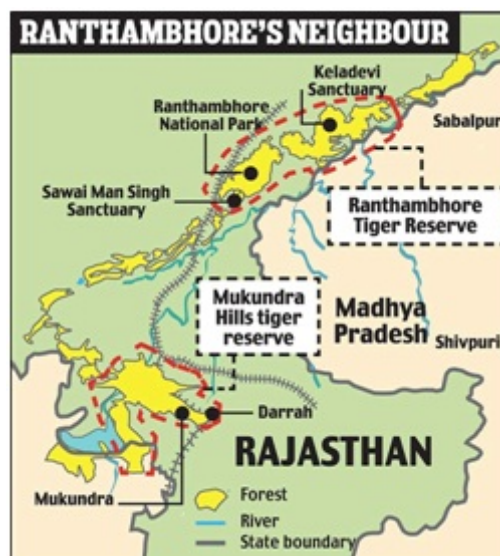 RANTHAMBHORE'S NEIGHBOUR
Keladevi
Sanctuary
Ranthambhore
National Park
Sabalpur
Sawai Man Singh
Sanctuary
Ranthambhore
Tiger Reserve
Mukundra
Hills tiger
reserve
Madhya
Pradesh
Shivpuri
Darrah
RAJASTHAN
Mukundra
Forest
River
State boundary